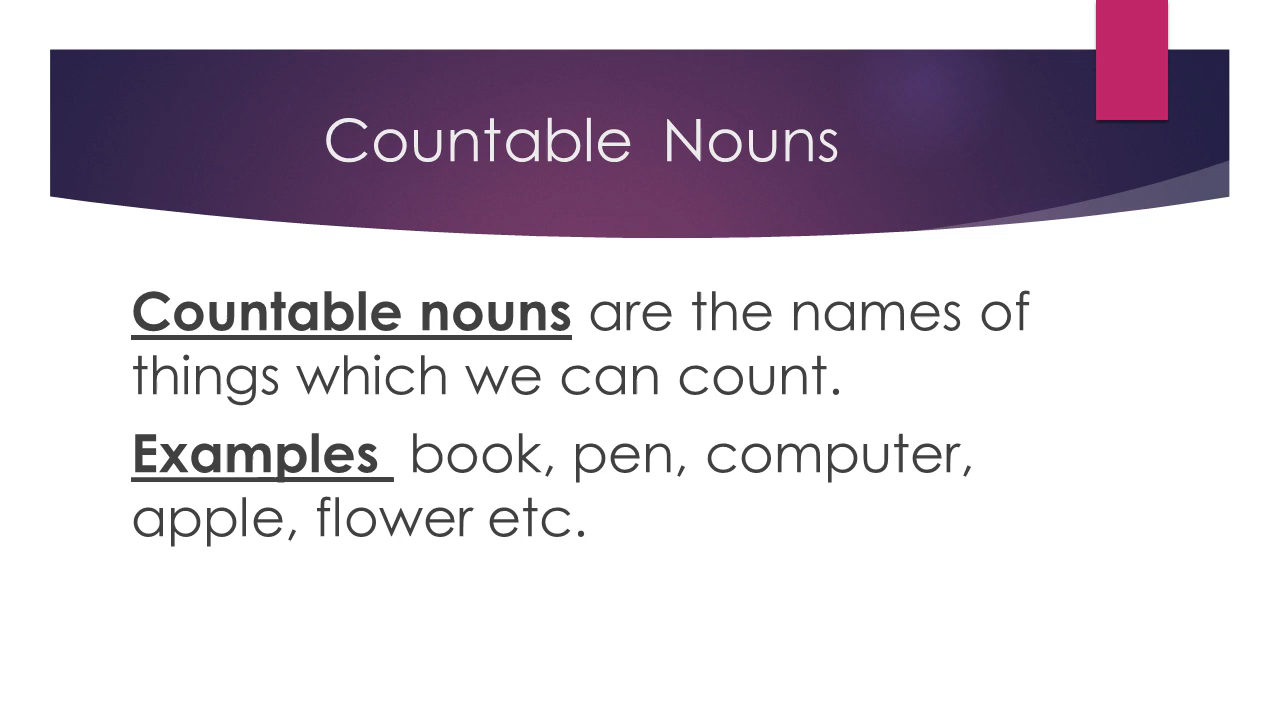 Countable  Nouns
Countable nouns are the names of
things which we can count.
Examples  book, pen, computer,
apple, flower etc.